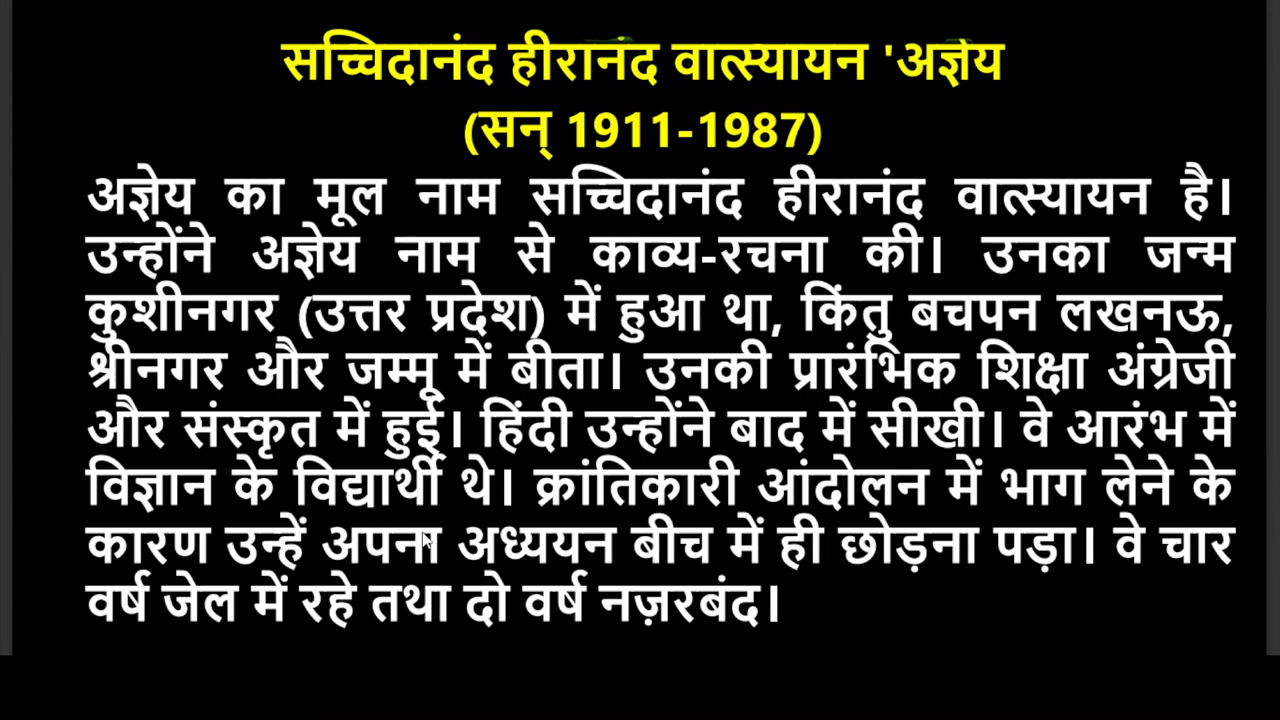 सच्चिदानंद हीरानंद वात्स्यायन 'अज्ञेय
(सन् 1911-1987)
अज्ञेय का मूल नाम सच्चिदानंद हीरानंद वात्स्यायन है।
उन्होंने अज्ञेय नाम से काव्य-रचना की। उनका जन्म
कुशीनगर (उत्तर प्रदेश) में हुआ था, किंतु बचपन लखनऊ,
श्रीनगर और जम्मू में बीता। उनकी प्रारंभिक शिक्षा अंग्रेजी
और संस्कृत में हुई। हिंदी उन्होंने बाद में सीखी। वे आरंभ में
विज्ञान के विद्यार्थी थे। क्रांतिकारी आंदोलन में भाग लेने के
कारण उन्हें अपना अध्ययन बीच में ही छोड़ना पड़ा। वे चार
वर्ष जेल में रहे तथा दो वर्ष नज़रबंद।